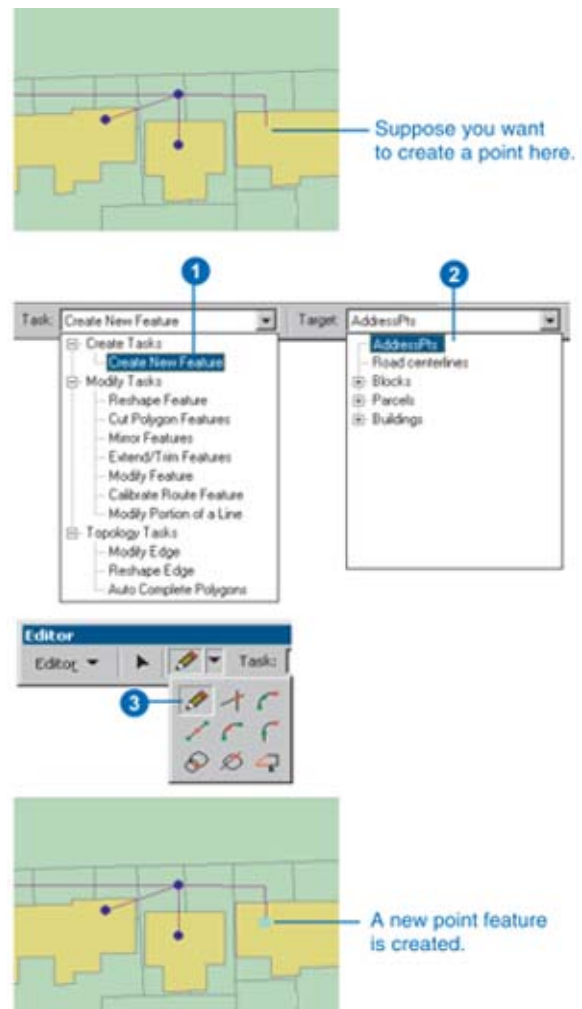 Suppose you want
to create a point here.
1
2
Task: Create New Feature
Target: AddressPts
Create Tasks
Create New Feature
Modify Tasks
Reshape Feature
Cut Polygon Features
Mirror Features
Extend/Trim Features
Modify Feature
Calibrate Route Feature
Modify Portion of a Line
Topology Tasks
Modify Edge
Reshape Edge
Auto Complete Polygons
AddressPts
Road centerlines
Blocks
Parcels
Buildings
Editor
Editor Task:
3
A new point feature
is created.